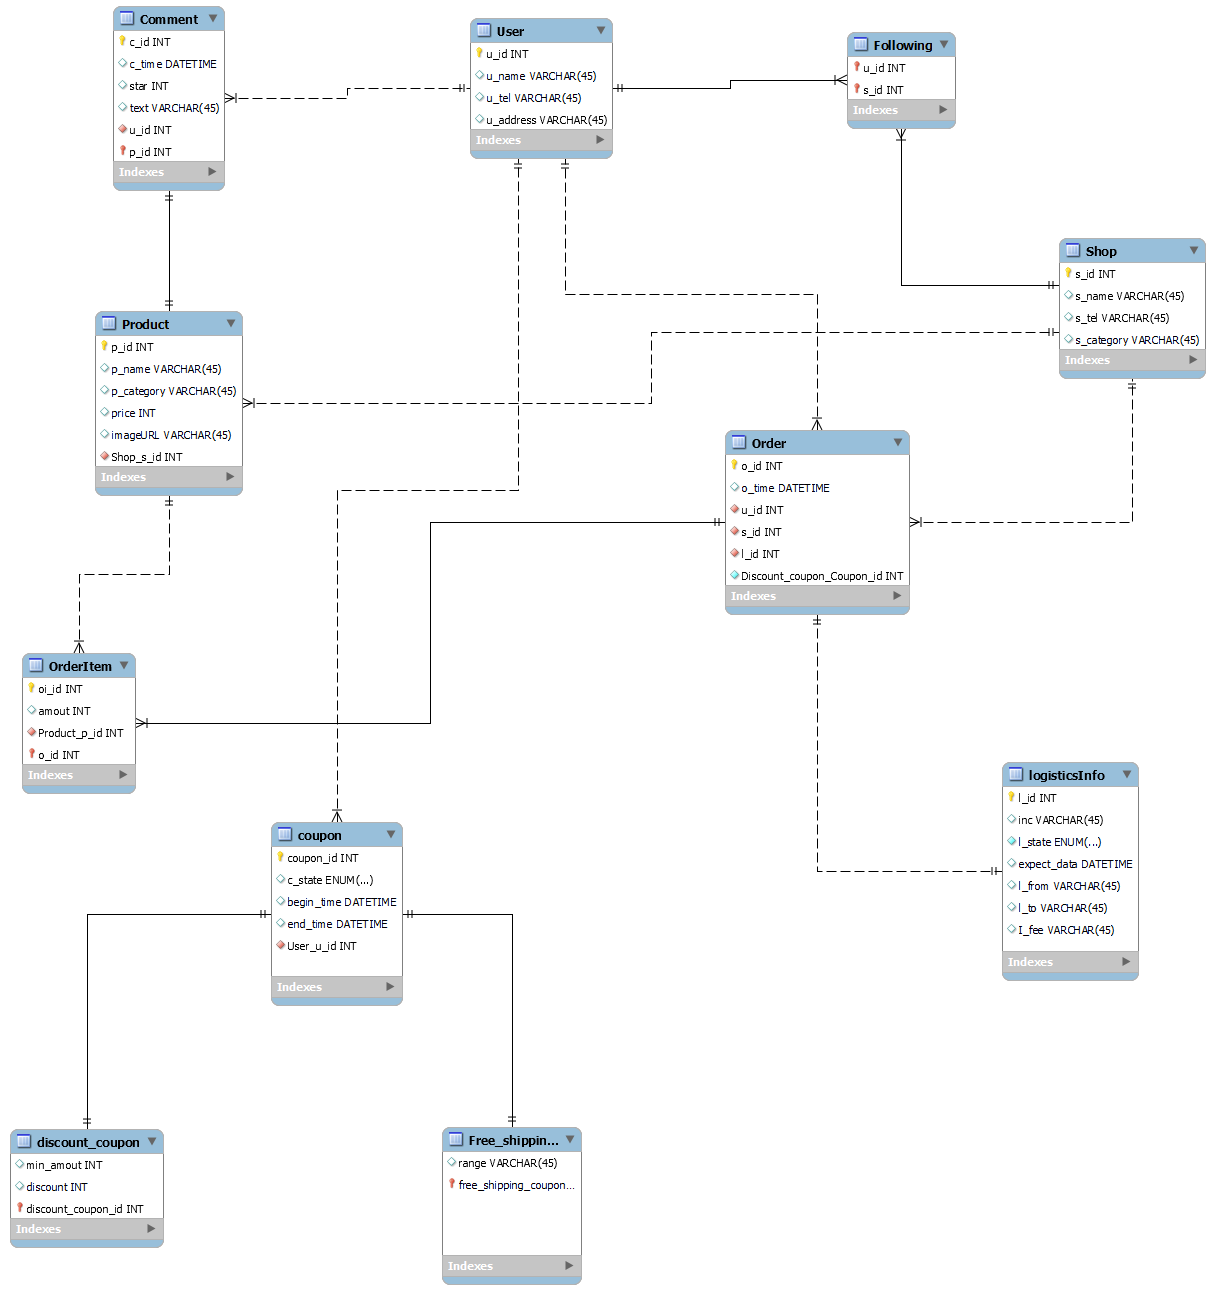 Comment
c_id INT
c_time DATETIME
star INT
text VARCHAR(45)
u_id INT
p_id INT
Indexes
User
u_id INT
u_name VARCHAR(45)
u_tel VARCHAR(45)
u_address VARCHAR(45)
Indexes
Following
u_id INT
s_id INT
Indexes
Shop
s_id INT
s_name VARCHAR(45)
s_tel VARCHAR(45)
s_category VARCHAR(45)
Indexes
Product
p_id INT
p_name VARCHAR(45)
p_category VARCHAR(45)
price INT
imageURL VARCHAR(45)
Shop_s_id INT
Indexes
Order
o_id INT
o_time DATETIME
u_id INT
s_id INT
l_id INT
Discount_coupon_Coupon_id INT
Indexes
OrderItem
oi_id INT
amout INT
Product_p_id INT
o_id INT
Indexes
logisticsInfo
l_id INT
inc VARCHAR(45)
l_state ENUM(...)
expect_data DATETIME
l_from VARCHAR(45)
l_to VARCHAR(45)
I_fee VARCHAR(45)
Indexes
coupon
coupon_id INT
c_state ENUM(...)
begin_time DATETIME
end_time DATETIME
User_u_id INT
Indexes
discount_coupon
min_amout INT
discount INT
discount_coupon_id INT
Indexes
Free_shippin...
range VARCHAR(45)
free_shipping_coupon...
Indexes